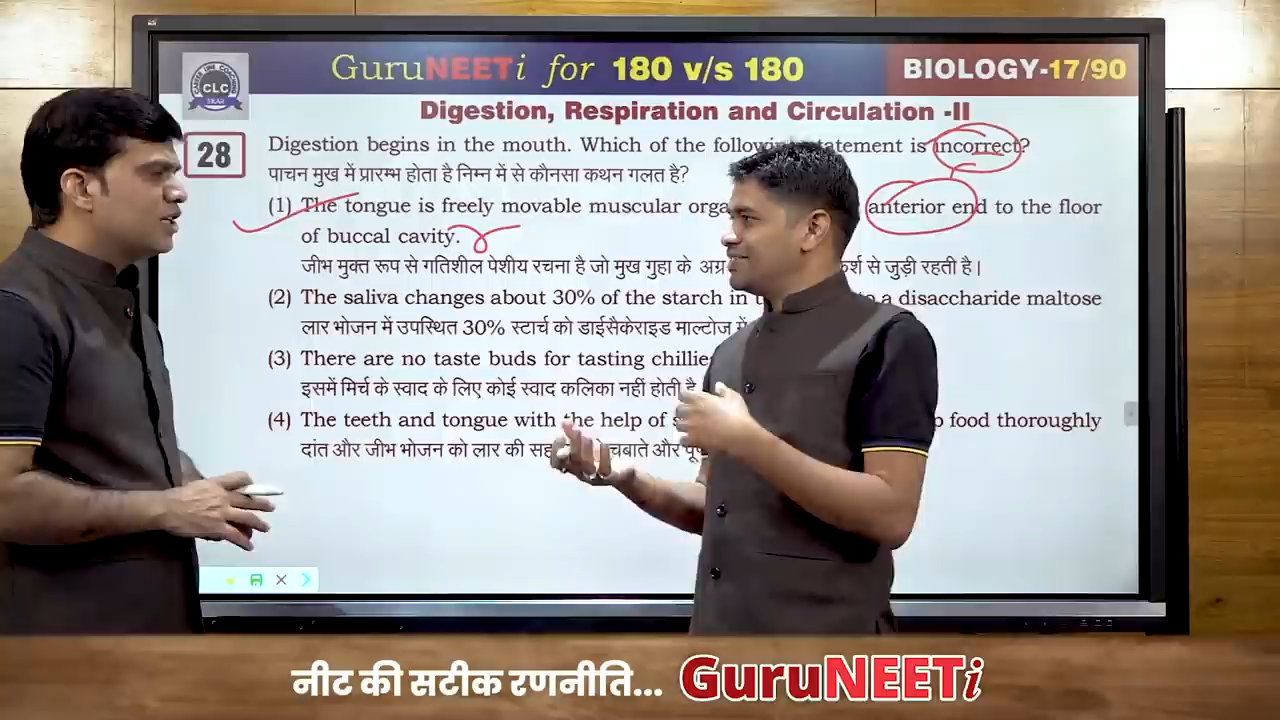 CLC
SIKAR
GuruNEETi for 180 v/s 180
BIOLOGY-17/90
Digestion, Respiration and Circulation -II
28
Digestion begins in the mouth. Which of the following statement is incorrect?
पाचन मुख में प्रारम्भ होता है निम्न में से कौनसा कथन गलत है?
(1) The tongue is freely movable muscular anterior end to the floor
of buccal cavity.
जीभ मुक्त रूप से गतिशील पेशीय रचना है जो मुख गुहा के से जुड़ी रहती है।
(2) The saliva changes about 30% of the starch in a disaccharide maltose
लार भोजन में उपस्थित 30% स्टार्च को डाईसैकेराइड माल्टोज में
(3) There are no taste buds for tasting chillies
इसमें मिर्च के स्वाद के लिए कोई स्वाद कलिका नहीं होती है
(4) The teeth and tongue with the help of food thoroughly
दांत और जीभ भोजन को लार की चबाते और
नीट की सटीक रणनीति... GuruNEETi